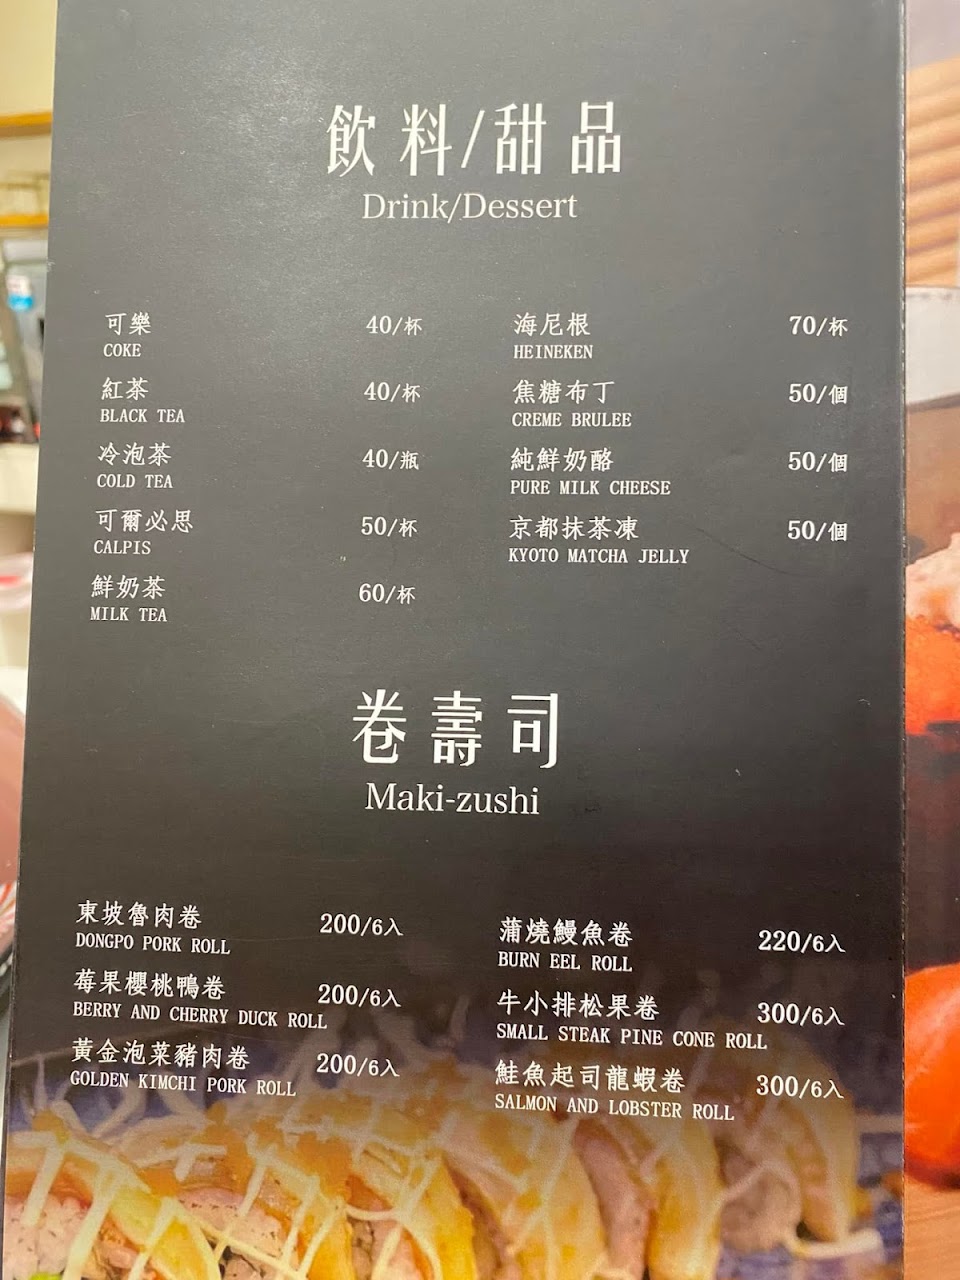 飲料/甜品
Drink/Dessert
可樂 40/杯
COKE
紅茶 40/杯
BLACK TEA
冷泡茶 40/瓶
COLD TEA
可爾必思 50/杯
CALPIS
鮮奶茶 60/杯
MILK TEA
海尼根 70/杯
HEINEKEN
焦糖布丁 50/個
CREME BRULEE
純鮮奶酪 50/個
PURE MILK CHEESE
京都抹茶凍 50/個
KYOTO MATCHA JELLY
卷壽司
Maki-zushi
東坡魯肉卷 200/6入
DONGPO PORK ROLL
莓果櫻桃鴨卷 200/6入
BERRY AND CHERRY DUCK ROLL
黃金泡菜豬肉卷 200/6入
GOLDEN KIMCHI PORK ROLL
蒲燒鰻魚卷 220/6入
BURN EEL ROLL
牛小排松果卷 300/6入
SMALL STEAK PINE CONE ROLL
鮭魚起司龍蝦卷 300/6入
SALMON AND LOBSTER ROLL